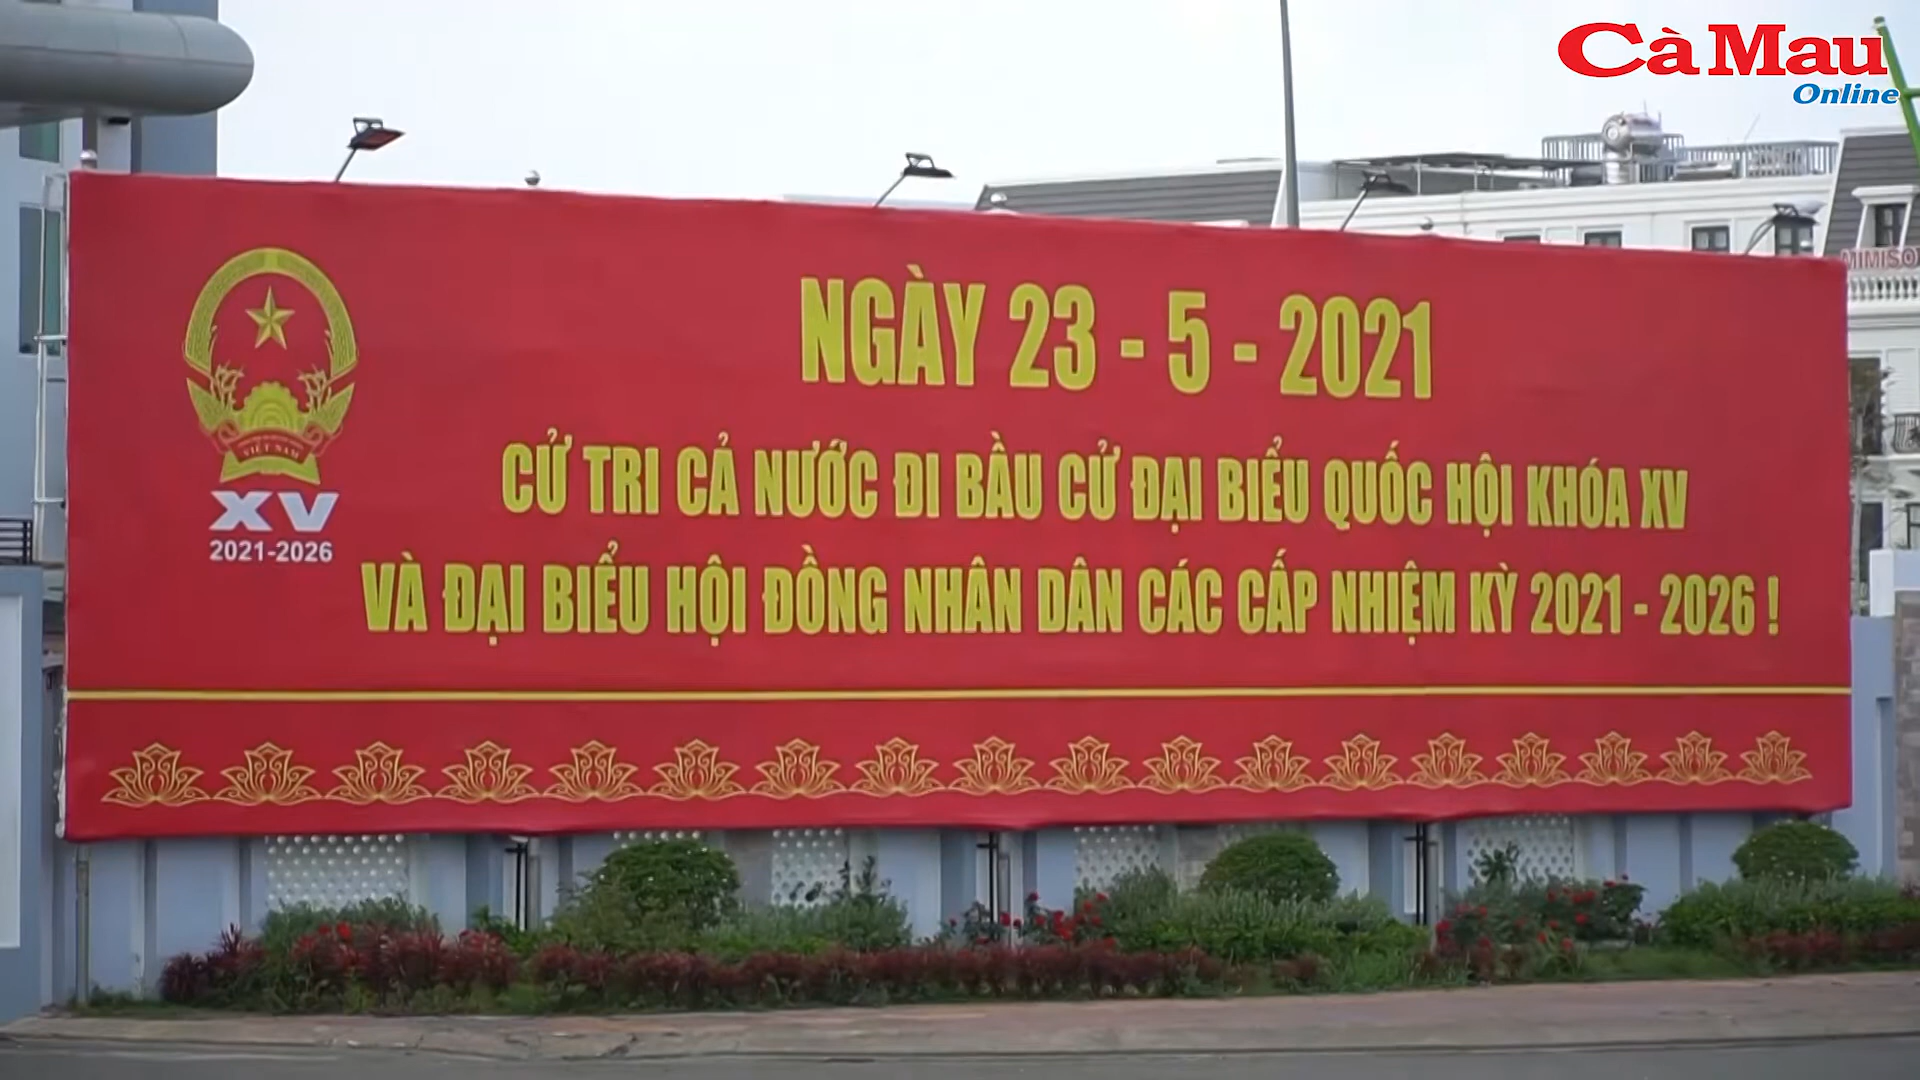 Cà Mau
Online
MIMISO
NGÀY 23 - 5 - 2021
CỬ TRI CẢ NƯỚC ĐI BẦU CỬ ĐẠI BIỂU QUỐC HỘI KHÓA XV
VÀ ĐẠI BIỂU HỘI ĐỒNG NHÂN DÂN CÁC CẤP NHIỆM KỲ 2021 - 2026 !
VIỆT NAM
XV
2021-2026